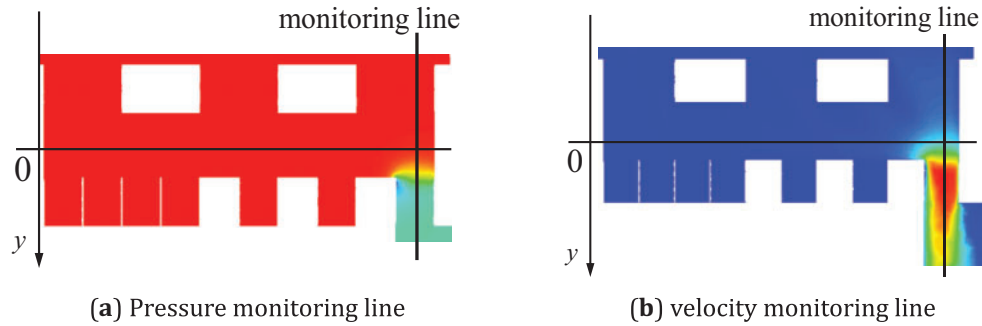 monitoring line
0
y
(a) Pressure monitoring line
monitoring line
0
y
(b) velocity monitoring line